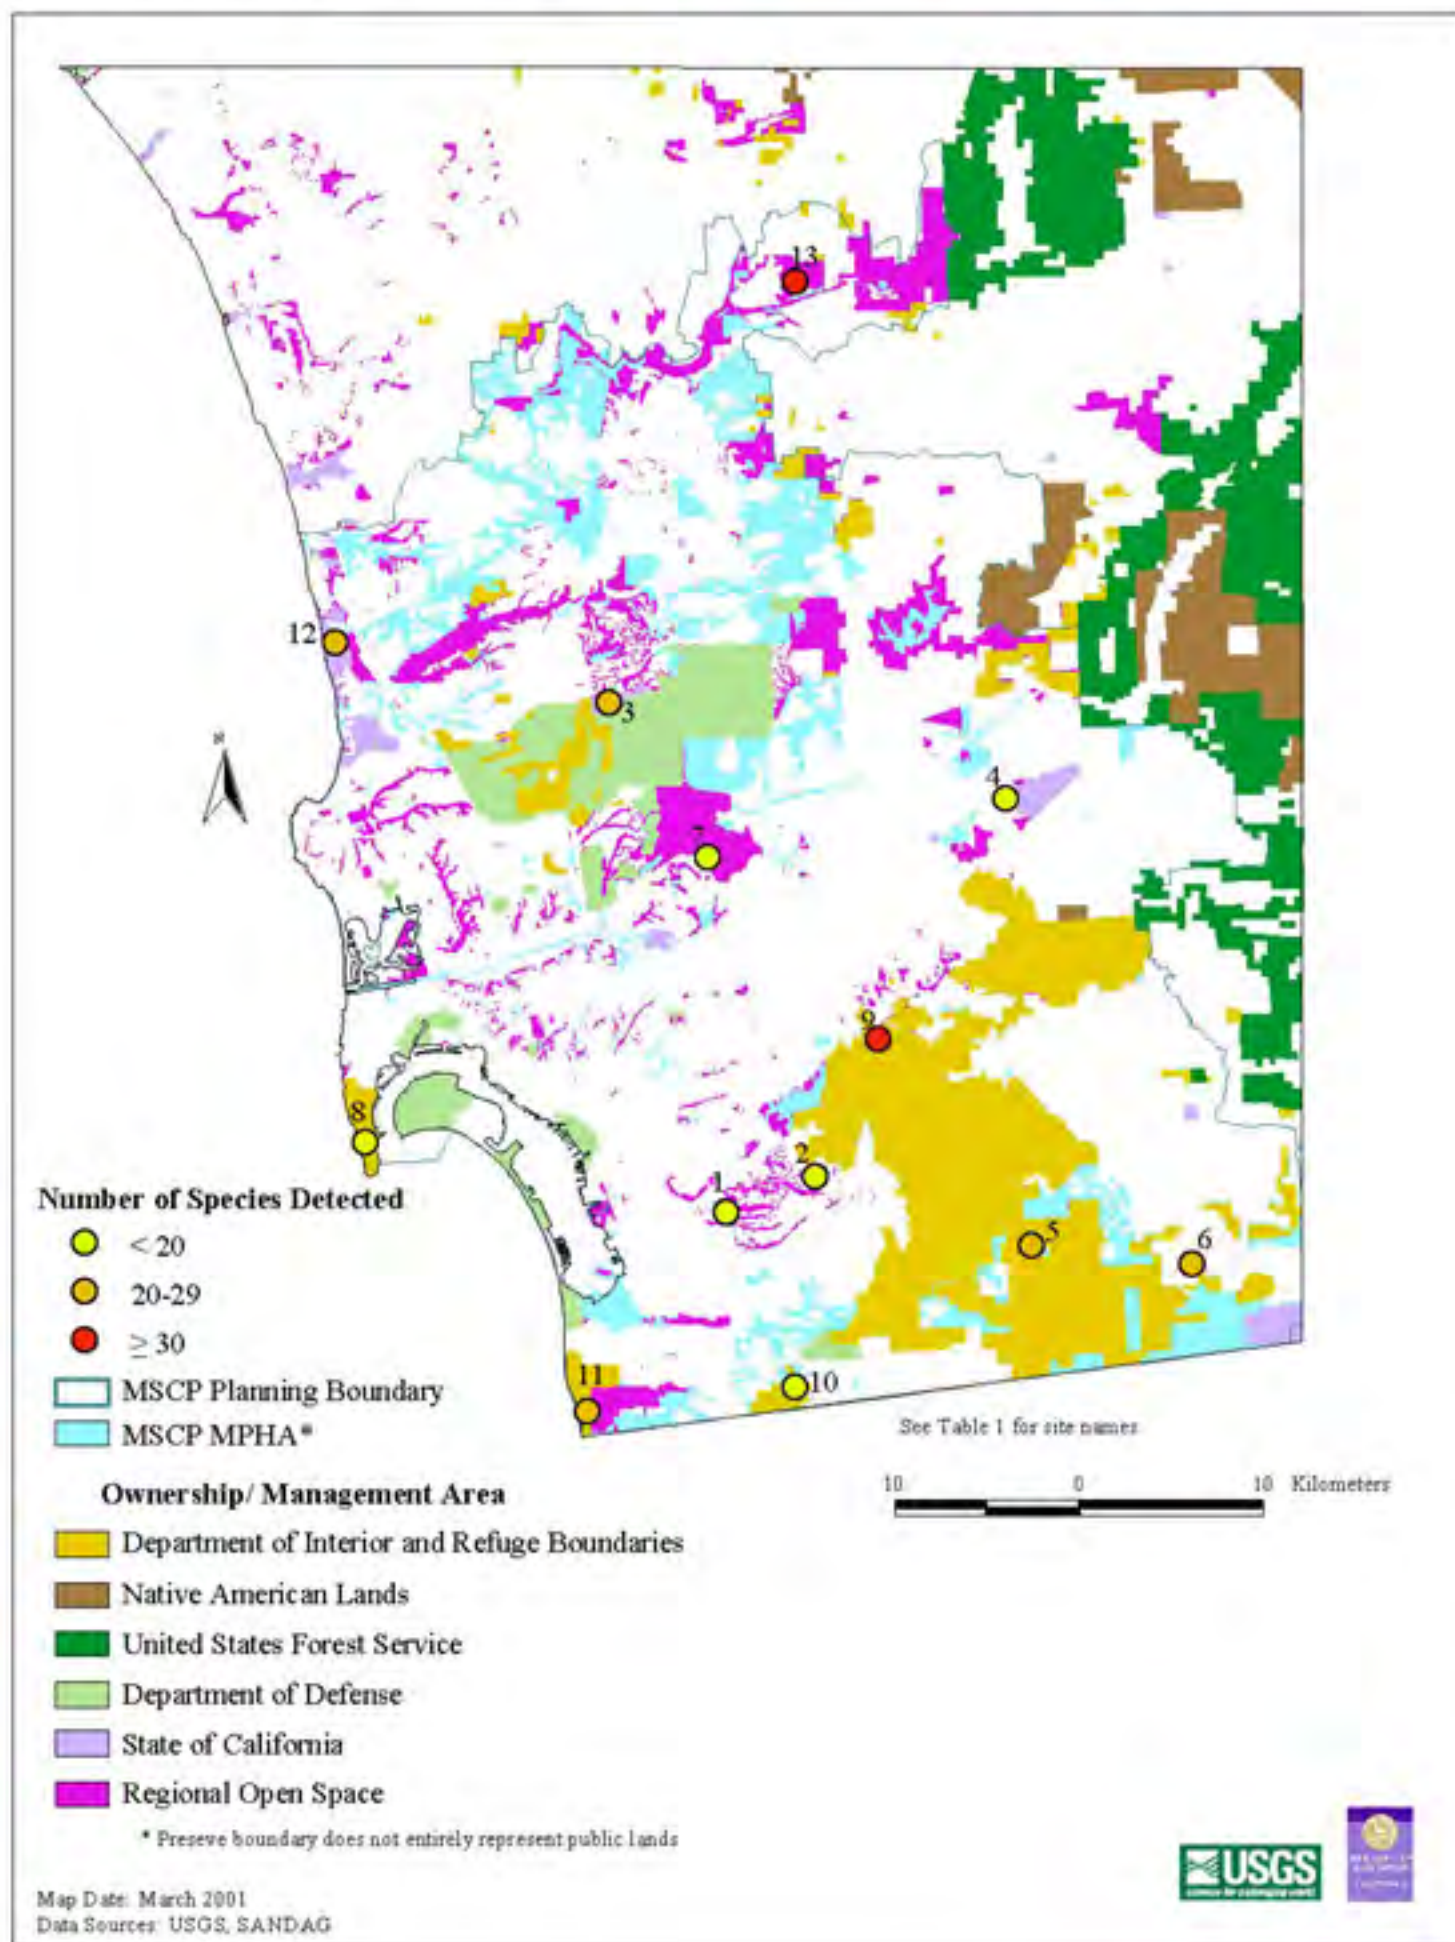 13
12
N
3
4
7
9
8
2
1
5
6
11
10
Number of Species Detected
< 20
20-29
≥ 30
MSCP Planning Boundary
MSCP MPHA*
See Table 1 for site names
10 0 10 Kilometers
Ownership/ Management Area
Department of Interior and Refuge Boundaries
Native American Lands
United States Forest Service
Department of Defense
State of California
Regional Open Space
* Preseve boundary does not entirely represent public lands
USGS
science for a changing world
Map Date: March 2001
Data Sources: USGS, SANDAG